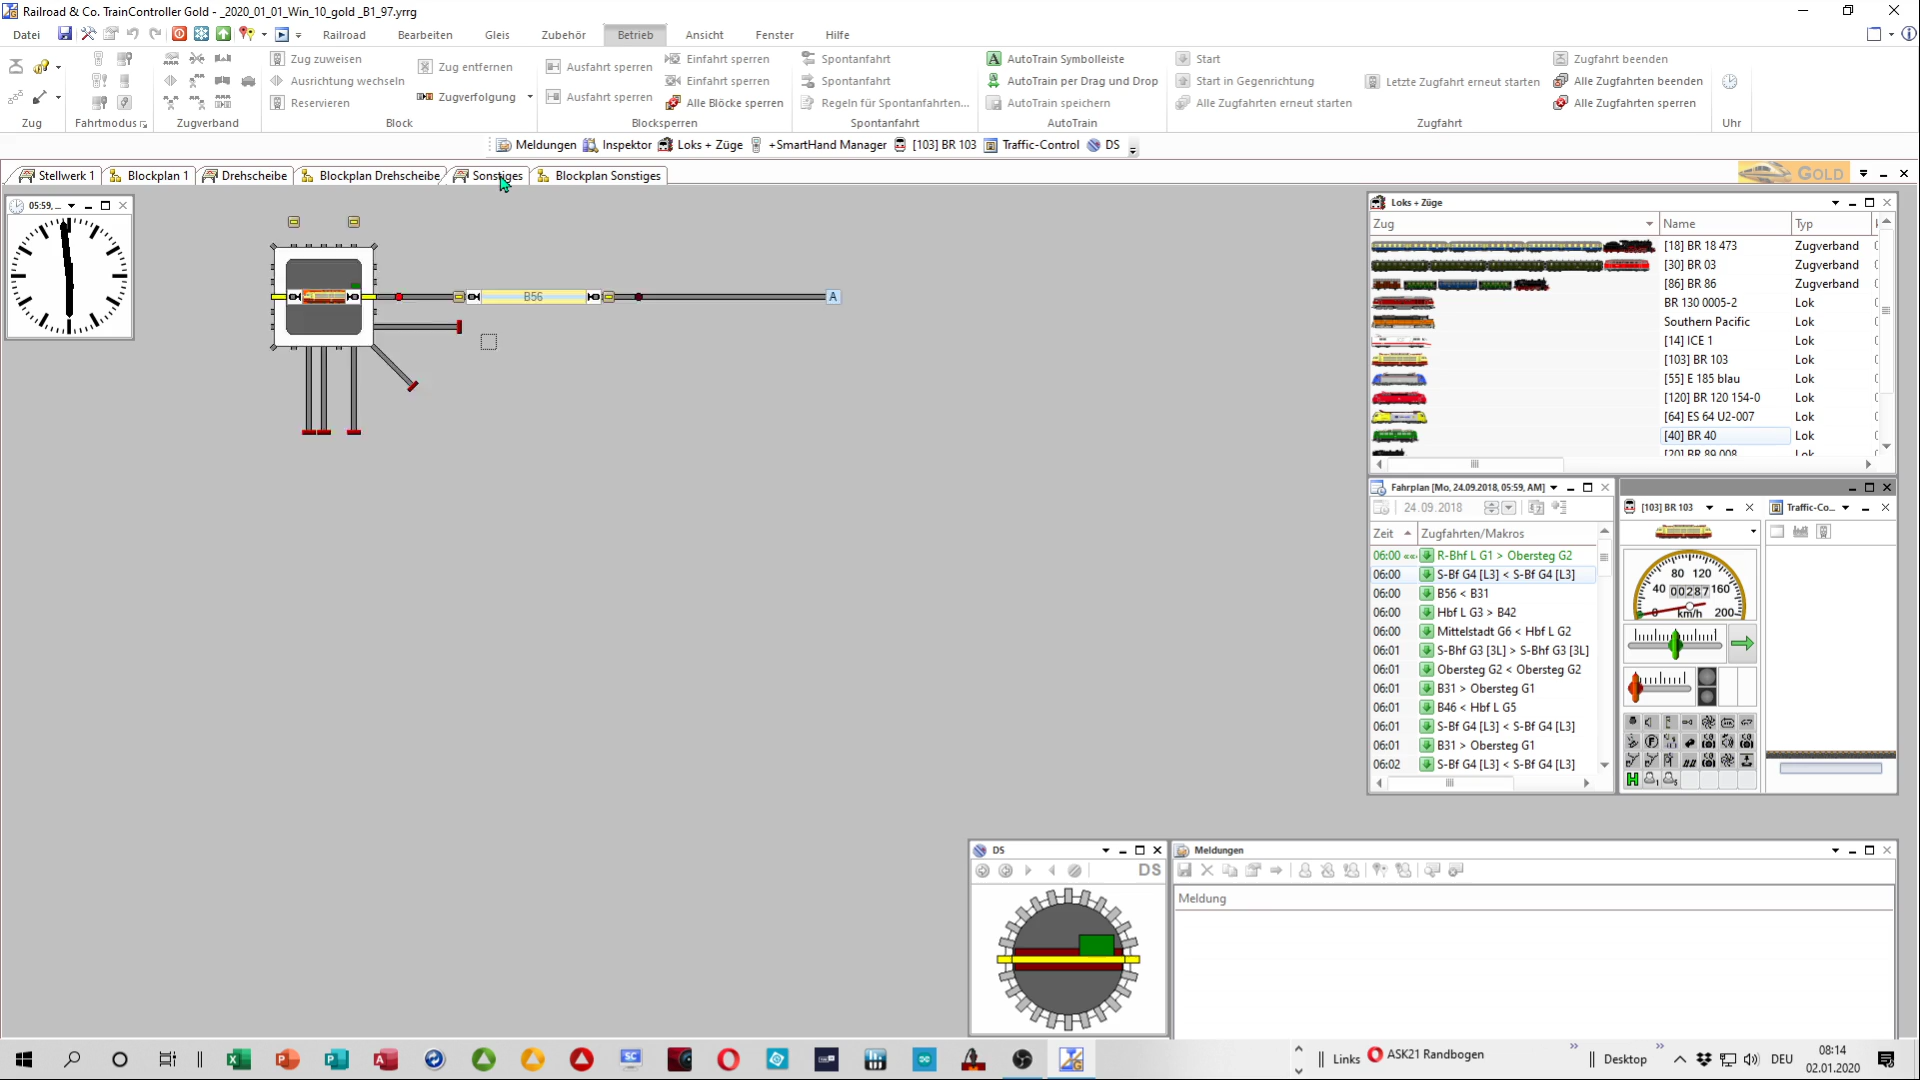 Railroad & Co. TrainController Gold - _2020_01_01_Win_10_gold _B1_97.yrrg
Datei Railroad Bearbeiten Gleis Zubehör Betrieb Ansicht Fenster Hilfe
Zug zuweisen
Ausrichtung wechseln
Reservieren
Zug entfernen
Zugverfolgung
Ausfahrt sperren
Ausfahrt sperren
Einfahrt sperren
Einfahrt sperren
Alle Blöcke sperren
Spontanfahrt
Spontanfahrt
Regeln für Spontanfahrten...
AutoTrain Symbolleiste
AutoTrain per Drag und Drop
AutoTrain speichern
Start
Start in Gegenrichtung
Alle Zugfahrten erneut starten
Letzte Zugfahrt erneut starten
Zugfahrt beenden
Alle Zugfahrten beenden
Alle Zugfahrten sperren
Zug Fahrtmodus Zugverband Block Blocksperren Spontanfahrt AutoTrain Zugfahrt Uhr
Meldungen Inspektor Loks + Züge +SmartHand Manager [103] BR 103 Traffic-Control DS
Stellwerk 1 Blockplan 1 Drehscheibe Blockplan Drehscheibe Sonstiges Blockplan Sonstiges
GOLD
05:59, ...
B56
A
Loks + Züge
Zug Name Typ
[18] BR 18 473 Zugverband
[30] BR 03 Zugverband
[86] BR 86 Zugverband
BR 130 0005-2 Lok
Southern Pacific Lok
[14] ICE 1 Lok
[103] BR 103 Lok
[55] E 185 blau Lok
[120] BR 120 154-0 Lok
[64] ES 64 U2-007 Lok
[40] BR 40 Lok
[20] BR 89 008 Lok
Fahrplan [Mo, 24.09.2018, 05:59, AM]
24.09.2018
Zeit Zugfahrten/Makros
06:00 R-Bhf L G1 > Obersteg G2
06:00 S-Bf G4 [L3] < S-Bf G4 [L3]
06:00 B56 < B31
06:00 Hbf L G3 > B42
06:00 Mittelstadt G6 < Hbf L G2
06:01 S-Bhf G3 [3L] > S-Bhf G3 [3L]
06:01 Obersteg G2 < Obersteg G2
06:01 B31 > Obersteg G1
06:01 B46 < Hbf L G5
06:01 S-Bf G4 [L3] < S-Bf G4 [L3]
06:01 B31 > Obersteg G1
06:02 S-Bf G4 [L3] < S-Bf G4 [L3]
[103] BR 103
80 120
40 00287 160
0 km/h 200
Traffic-Co...
DS
DS
Meldungen
Meldung
Links ASK21 Randbogen
Desktop
DEU
08:14
02.01.2020